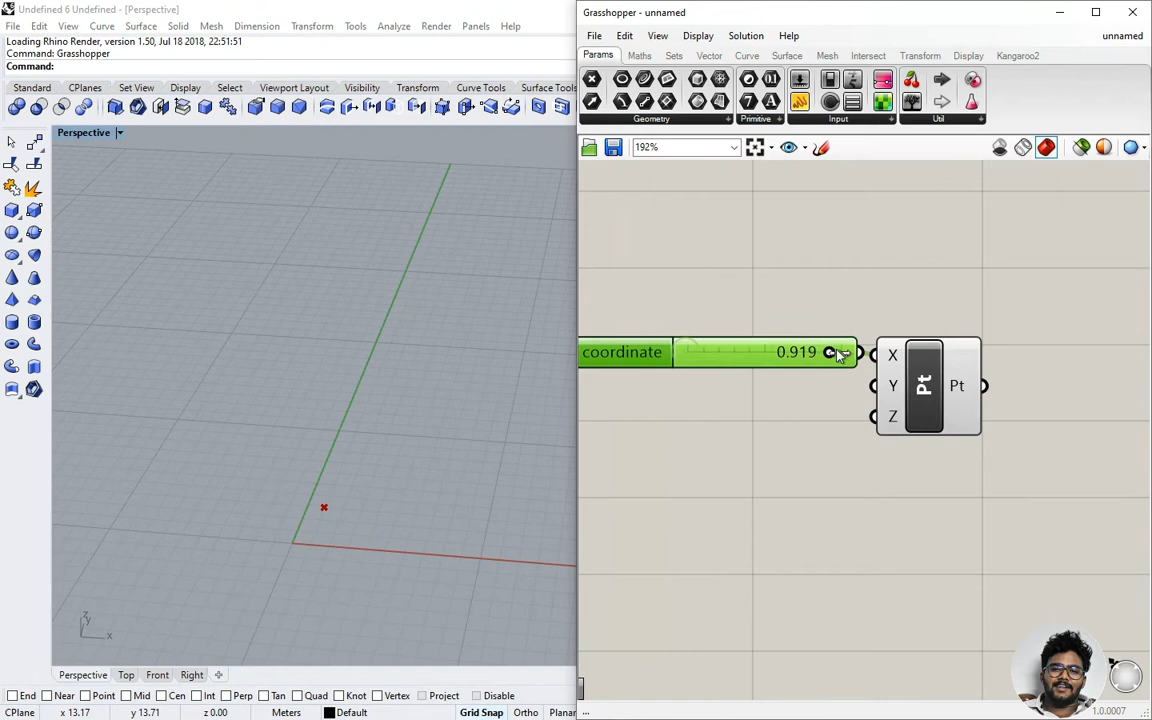 Undefined 6 Undefined - [Perspective]
File Edit View Curve Surface Solid Mesh Dimension Transform Tools Analyze Render Panels Help
Loading Rhino Render, version 1.50, Jul 18 2018, 22:51:51
Command: Grasshopper
Command:
Standard CPlanes Set View Display Select Viewport Layout Visibility Transform Curve Tools Surface Tools
Perspective
z y x
Perspective Top Front Right
End Near Point Mid Cen Int Perp Tan Quad Knot Vertex Project Disable
CPlane x 13.17 y 13.71 z 0.00 Meters Default Grid Snap Ortho Planar
Grasshopper - unnamed
File Edit View Display Solution Help unnamed
Params Maths Sets Vector Curve Surface Mesh Intersect Transform Display Kangaroo2
Geometry Primitive Input Util
192%
coordinate 0.919
X
Y Pt Pt
Z
... 1.0.0007